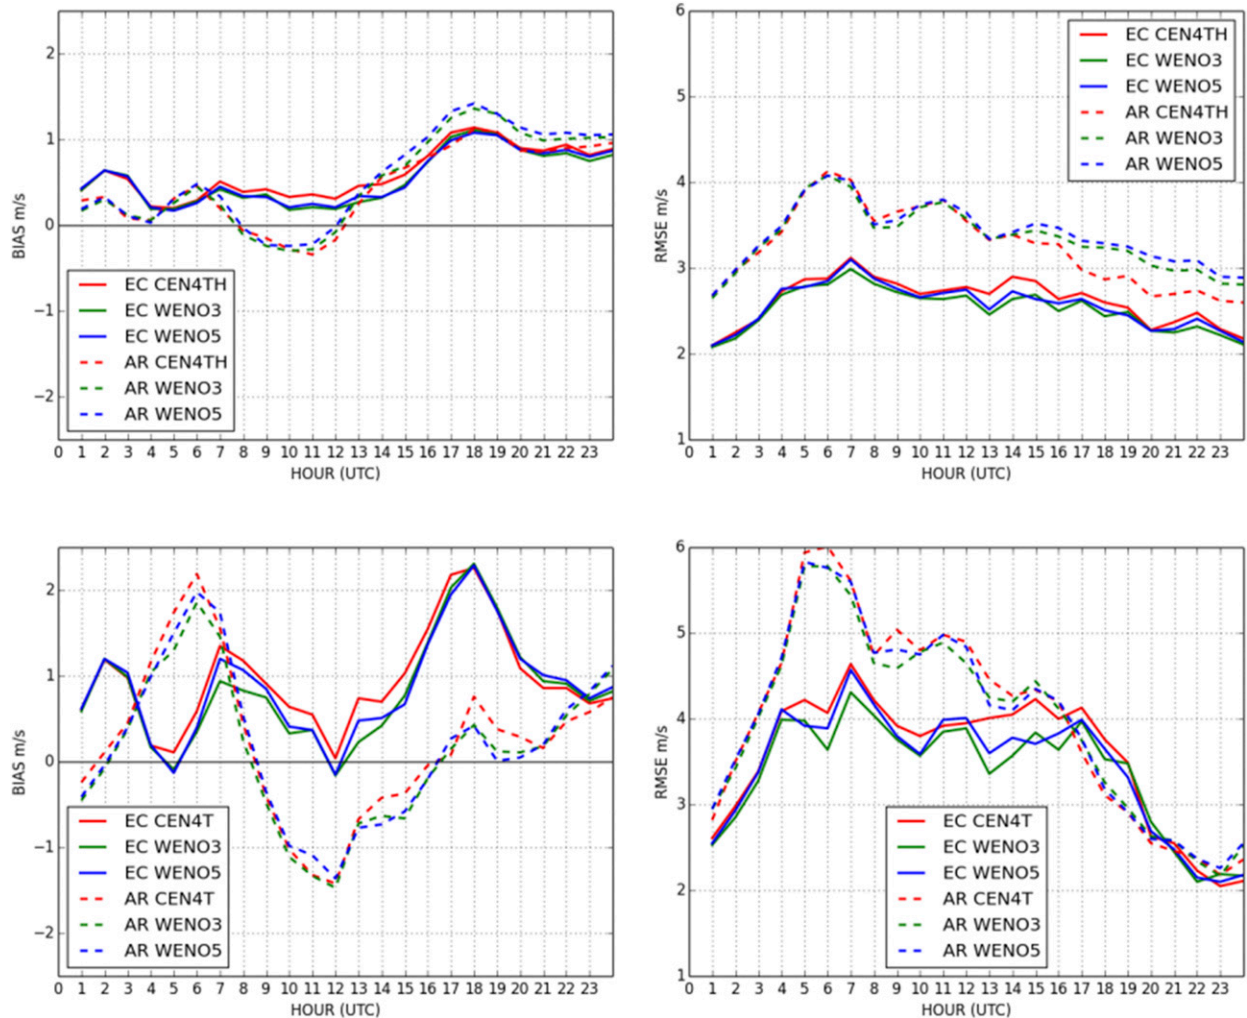 2
1
0
−1
−2
BIAS m/s
EC CEN4TH
EC WENO3
EC WENO5
AR CEN4TH
AR WENO3
AR WENO5
0 1 2 3 4 5 6 7 8 9 10 11 12 13 14 15 16 17 18 19 20 21 22 23
HOUR (UTC)
6
5
4
3
2
1
RMSE m/s
EC CEN4TH
EC WENO3
EC WENO5
AR CEN4TH
AR WENO3
AR WENO5
0 1 2 3 4 5 6 7 8 9 10 11 12 13 14 15 16 17 18 19 20 21 22 23
HOUR (UTC)
2
1
0
−1
−2
BIAS m/s
EC CEN4T
EC WENO3
EC WENO5
AR CEN4T
AR WENO3
AR WENO5
0 1 2 3 4 5 6 7 8 9 10 11 12 13 14 15 16 17 18 19 20 21 22 23
HOUR (UTC)
6
5
4
3
2
1
RMSE m/s
EC CEN4T
EC WENO3
EC WENO5
AR CEN4T
AR WENO3
AR WENO5
0 1 2 3 4 5 6 7 8 9 10 11 12 13 14 15 16 17 18 19 20 21 22 23
HOUR (UTC)